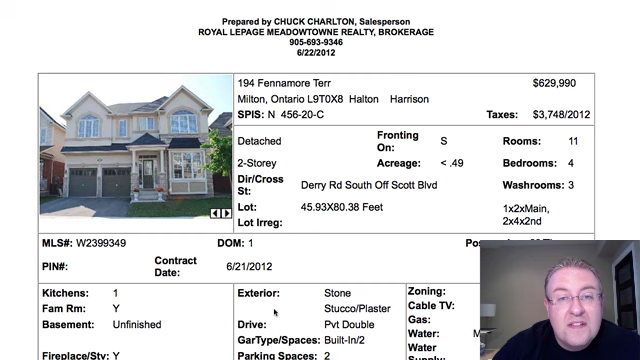 Prepared by CHUCK CHARLTON, Salesperson
ROYAL LEPAGE MEADOWTOWNE REALTY, BROKERAGE
905-693-9346
6/22/2012
194 Fennamore Terr $629,990
Milton, Ontario L9T0X8 Halton Harrison
SPIS: N 456-20-C Taxes: $3,748/2012
Detached Fronting On: S Rooms: 11
2-Storey Acreage: < .49 Bedrooms: 4
Dir/Cross St: Derry Rd South Off Scott Blvd Washrooms: 3
Lot: 45.93X80.38 Feet 1x2xMain,
Lot Irreg: 2x4x2nd
MLS#: W2399349 DOM: 1
PIN#: Contract Date: 6/21/2012
Kitchens: 1 Exterior: Stone Zoning:
Fam Rm: Y Stucco/Plaster Cable TV:
Basement: Unfinished Drive: Pvt Double Gas:
GarType/Spaces: Built-In/2 Water:
Fireplace/Stv: Y Parking Spaces: 2 Water